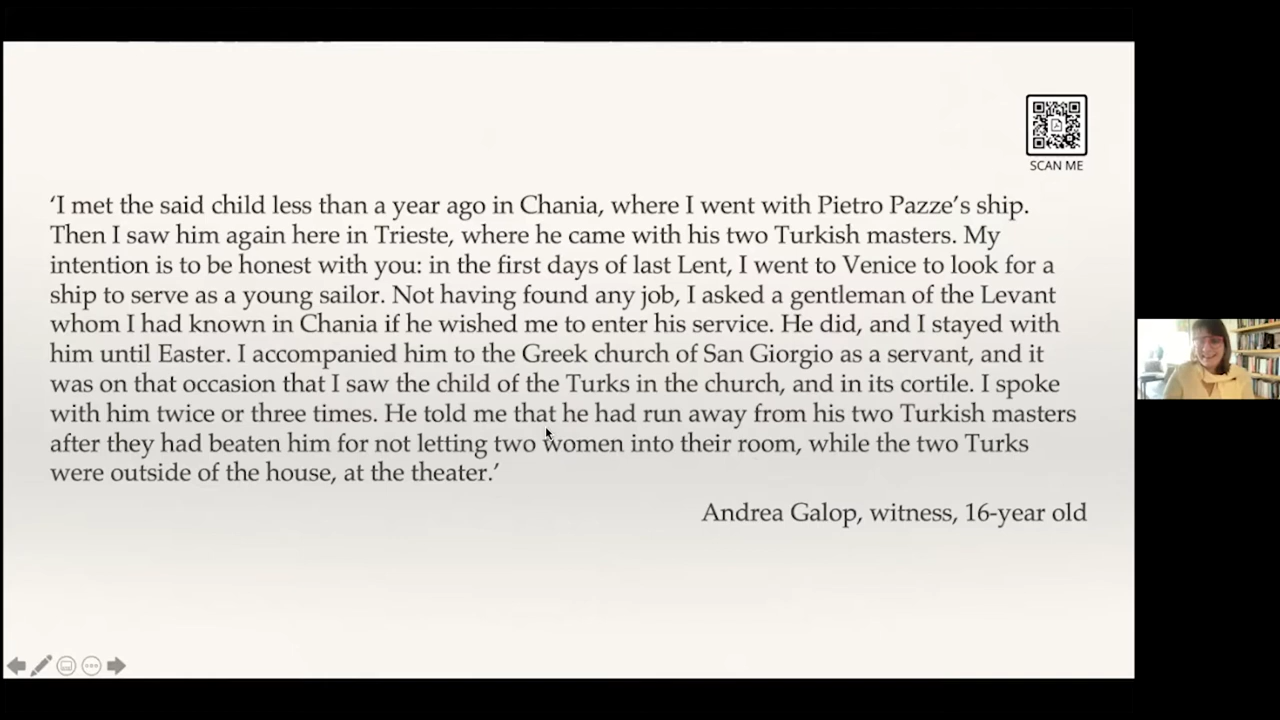 SCAN ME
‘I met the said child less than a year ago in Chania, where I went with Pietro Pazze’s ship.
Then I saw him again here in Trieste, where he came with his two Turkish masters. My
intention is to be honest with you: in the first days of last Lent, I went to Venice to look for a
ship to serve as a young sailor. Not having found any job, I asked a gentleman of the Levant
whom I had known in Chania if he wished me to enter his service. He did, and I stayed with
him until Easter. I accompanied him to the Greek church of San Giorgio as a servant, and it
was on that occasion that I saw the child of the Turks in the church, and in its cortile. I spoke
with him twice or three times. He told me that he had run away from his two Turkish masters
after they had beaten him for not letting two women into their room, while the two Turks
were outside of the house, at the theater.’
Andrea Galop, witness, 16-year old